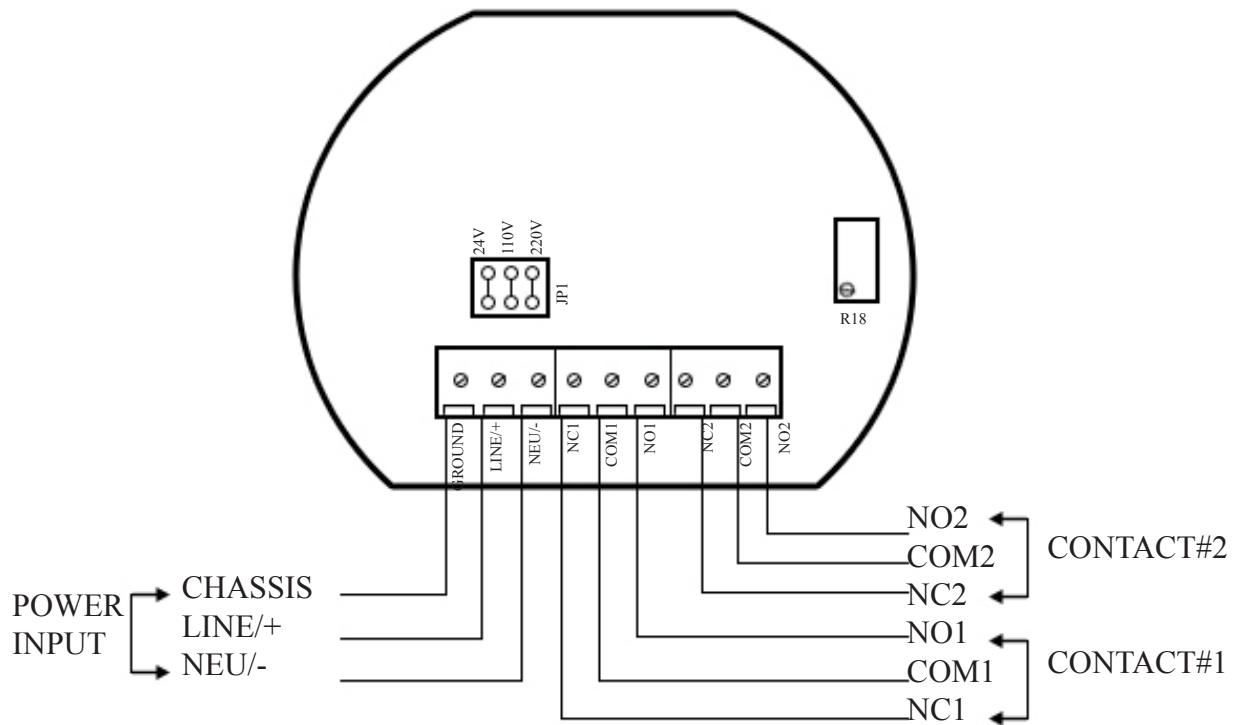 24V
110V
220V
JP1
R18
GROUND
LINE/+
NEU/-
NC1
COM1
NO1
NC2
COM2
NO2
POWER
INPUT
CHASSIS
LINE/+
NEU/-
NO2
COM2
NC2
CONTACT#2
NO1
COM1
NC1
CONTACT#1